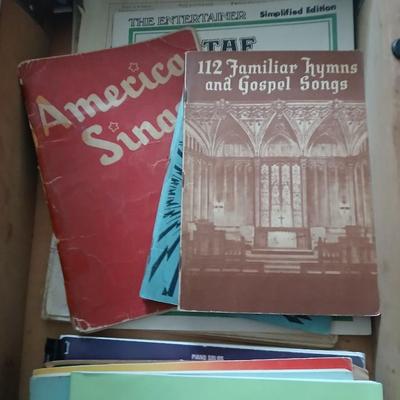 THE ENTERTAINER
Simplified Edition
America
Sings
112 Familiar Hymns
and Gospel Songs
PIANO SOLOS